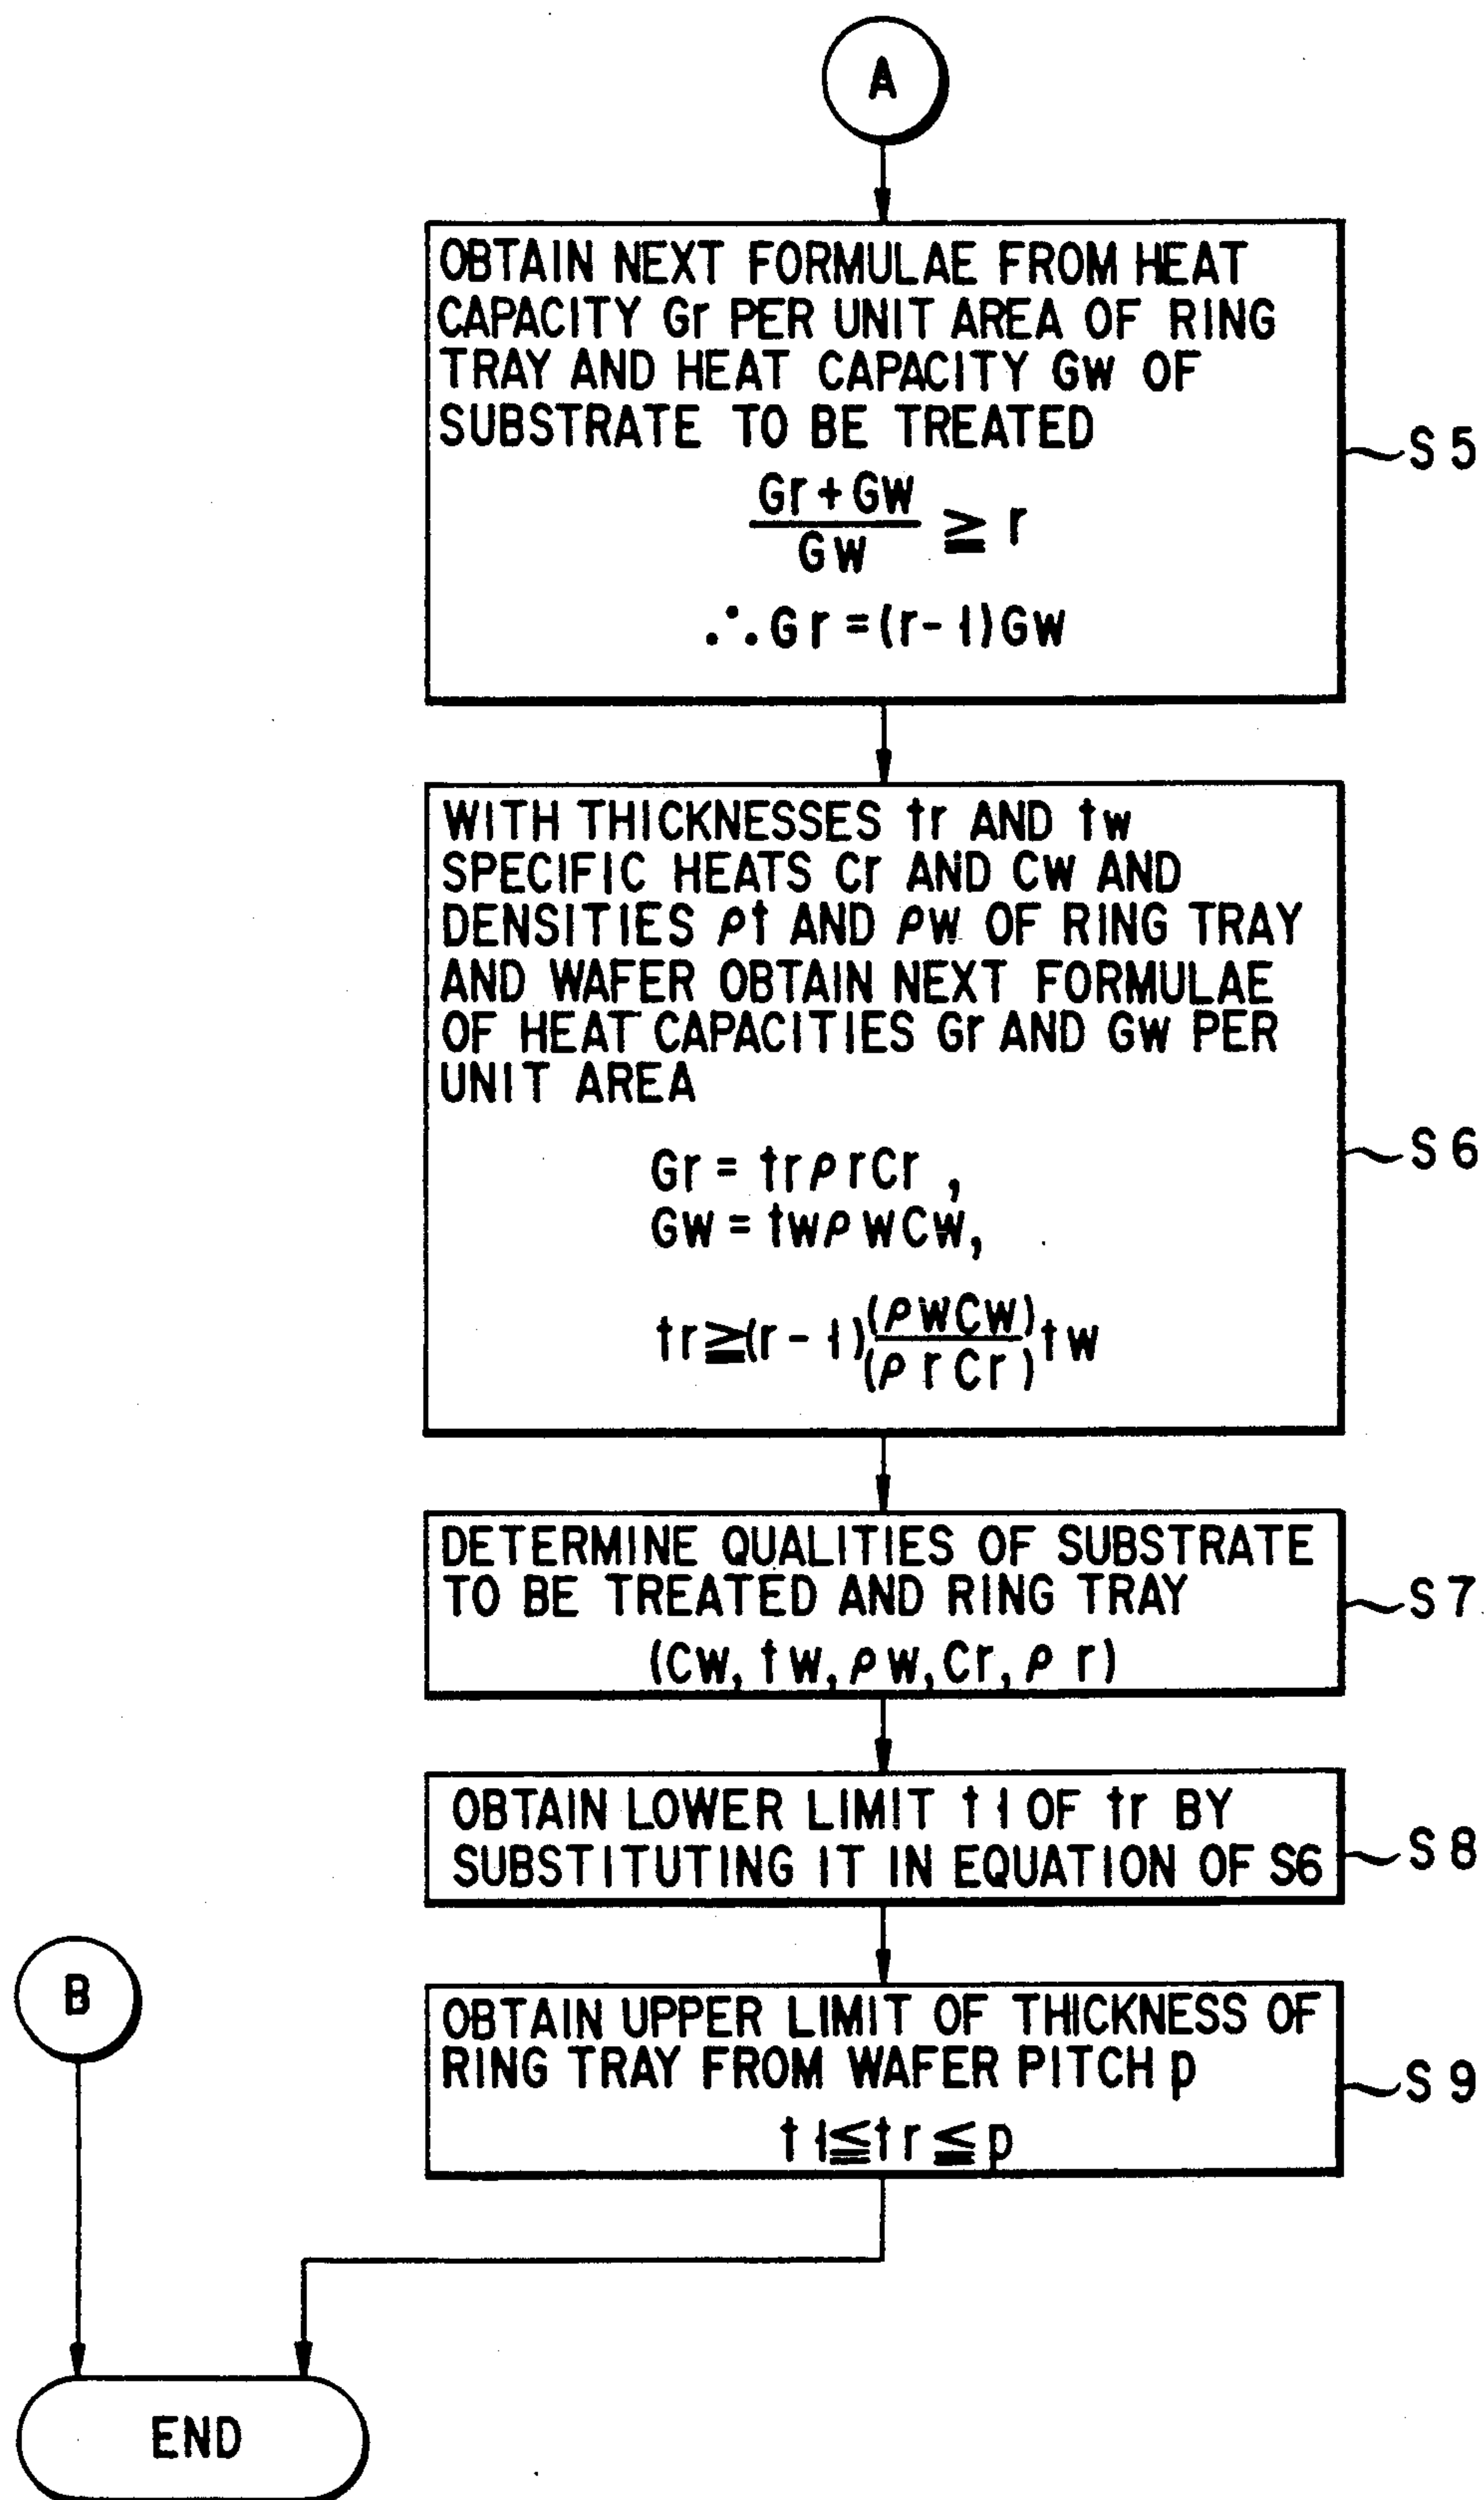 A
OBTAIN NEXT FORMULAE FROM HEAT
CAPACITY Gr PER UNIT AREA OF RING
TRAY AND HEAT CAPACITY GW OF
SUBSTRATE TO BE TREATED
Gr+GW
GW
≧ r
∴Gr=(r-1)GW
S5
WITH THICKNESSES tr AND tw
SPECIFIC HEATS Cr AND CW AND
DENSITIES ρt AND ρW OF RING TRAY
AND WAFER OBTAIN NEXT FORMULAE
OF HEAT CAPACITIES Gr AND GW PER
UNIT AREA
Gr = trρrCr ,
GW = twρwCW,
tr≧(r-1)(ρWCW)/(ρrCr)tw
S6
DETERMINE QUALITIES OF SUBSTRATE
TO BE TREATED AND RING TRAY
(CW, tw, ρw, Cr, ρr)
S7
OBTAIN LOWER LIMIT t1 OF tr BY
SUBSTITUTING IT IN EQUATION OF S6
S8
B
OBTAIN UPPER LIMIT OF THICKNESS OF
RING TRAY FROM WAFER PITCH p
t1≦tr≦p
S9
END